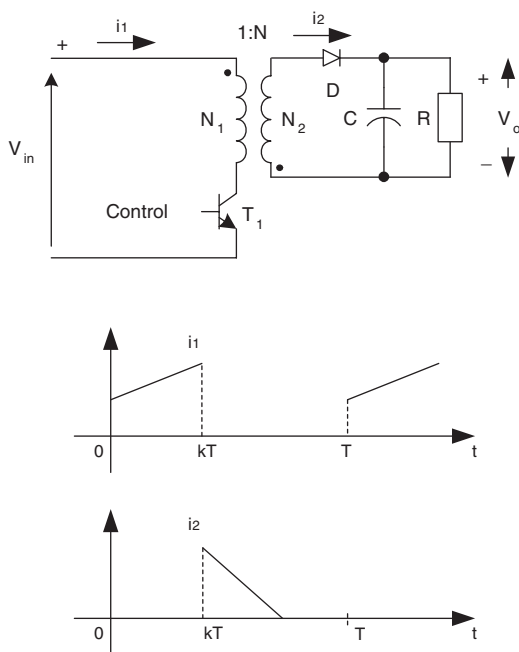 + i1 1:N i2
D
N1 N2 C R + Vo −
Vin
Control T1
i1
0 kT T t
i2
0 kT T t